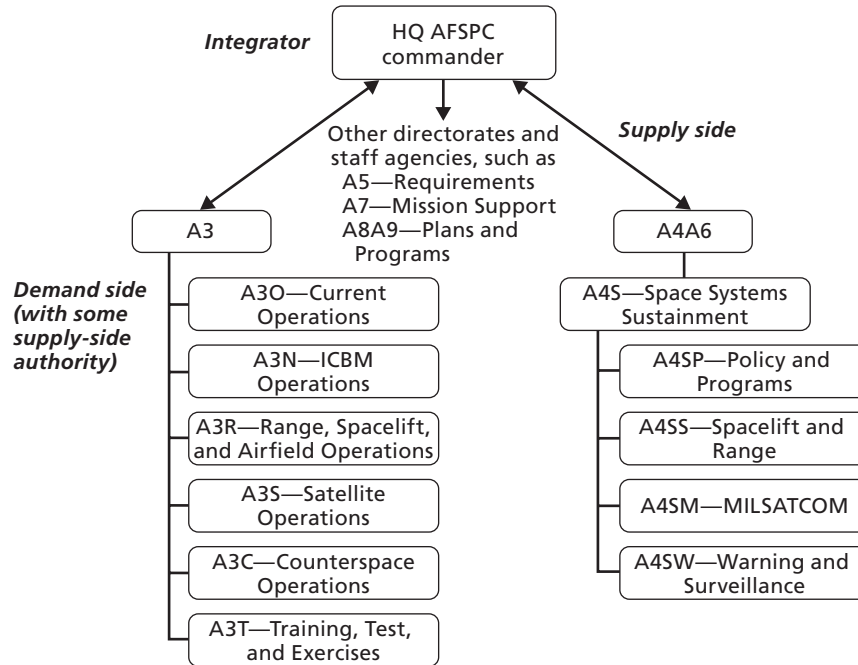 Integrator
HQ AFSPC
commander
Other directorates and
staff agencies, such as
A5—Requirements
A7—Mission Support
A8A9—Plans and
Programs
Supply side
A3
A4A6
Demand side
(with some
supply-side
authority)
A3O—Current
Operations
A3N—ICBM
Operations
A3R—Range, Spacelift,
and Airfield Operations
A3S—Satellite
Operations
A3C—Counterspace
Operations
A3T—Training, Test,
and Exercises
A4S—Space Systems
Sustainment
A4SP—Policy and
Programs
A4SS—Spacelift and
Range
A4SM—MILSATCOM
A4SW—Warning and
Surveillance